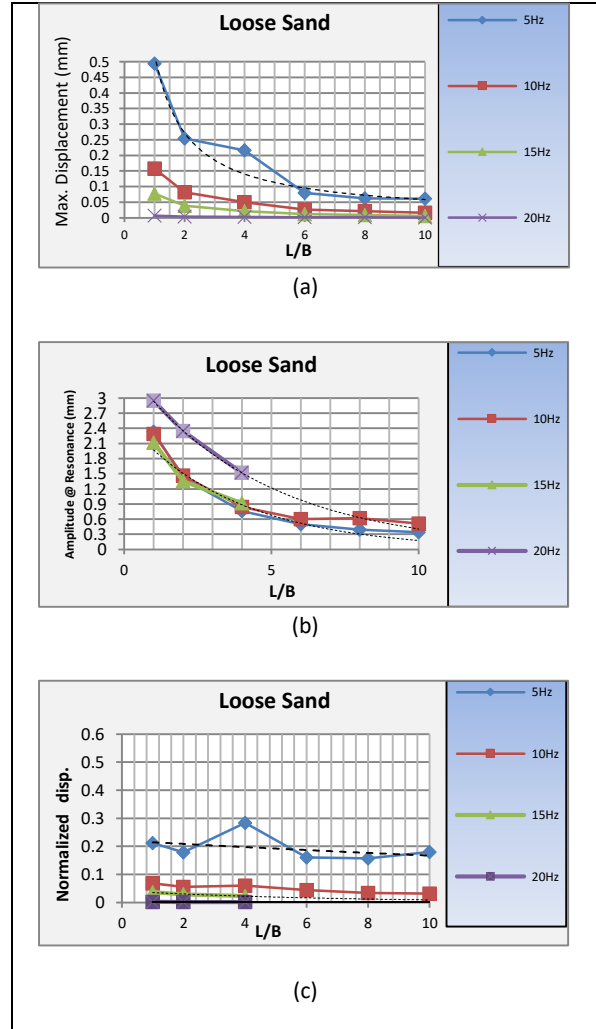 Loose Sand
Max. Displacement (mm)
0.5
0.45
0.4
0.35
0.3
0.25
0.2
0.15
0.1
0.05
0
0 2 4 6 8 10
L/B
5Hz
10Hz
15Hz
20Hz
(a)
Loose Sand
Amplitude @ Resonance (mm)
3
2.7
2.4
2.1
1.8
1.5
1.2
0.9
0.6
0.3
0
0 5 10
L/B
5Hz
10Hz
15Hz
20Hz
(b)
Loose Sand
Normalized disp.
0.6
0.5
0.4
0.3
0.2
0.1
0
0 2 4 6 8 10
L/B
5Hz
10Hz
15Hz
20Hz
(c)